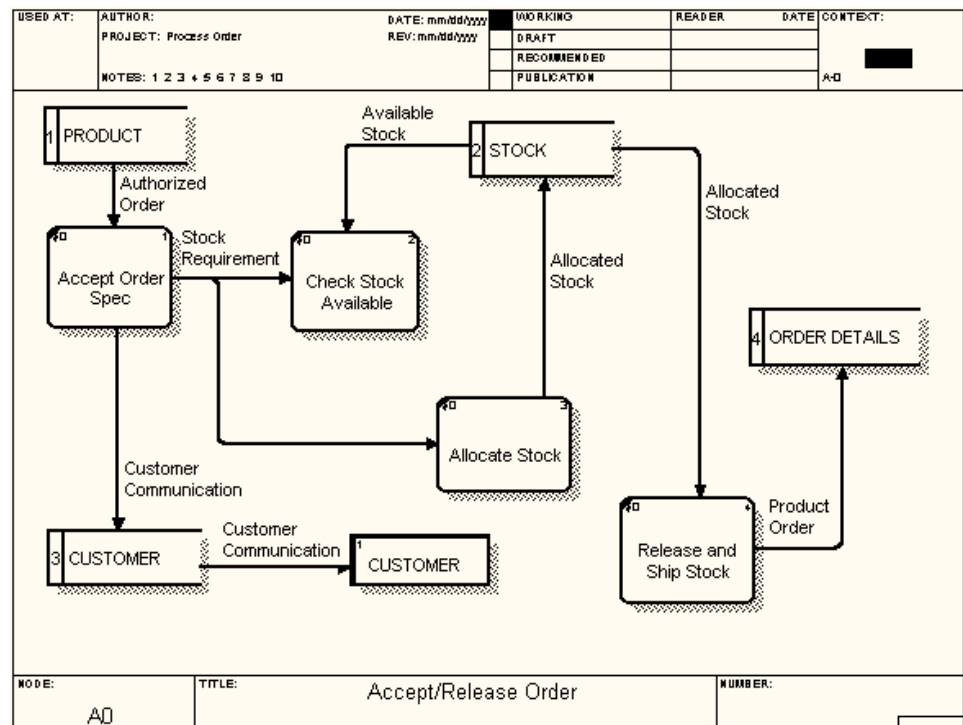 USED AT:
AUTHOR:
DATE: mm/dd/yyyy
PROJECT: Process Order
REV: mm/dd/yyyy
NOTES: 1 2 3 4 5 6 7 8 9 10
WORKING
DRAFT
RECOMMENDED
PUBLICATION
READER
DATE
CONTEXT:
A-0
1
PRODUCT
Authorized
Order
Available
Stock
2
STOCK
Allocated
Stock
$0
1
Accept Order
Spec
Stock
Requirement
$0
2
Check Stock
Available
Allocated
Stock
4
ORDER DETAILS
$0
3
Allocate Stock
Customer
Communication
$0
4
Release and
Ship Stock
Product
Order
3
CUSTOMER
Customer
Communication
1
CUSTOMER
NODE:
A0
TITLE:
Accept/Release Order
NUMBER: